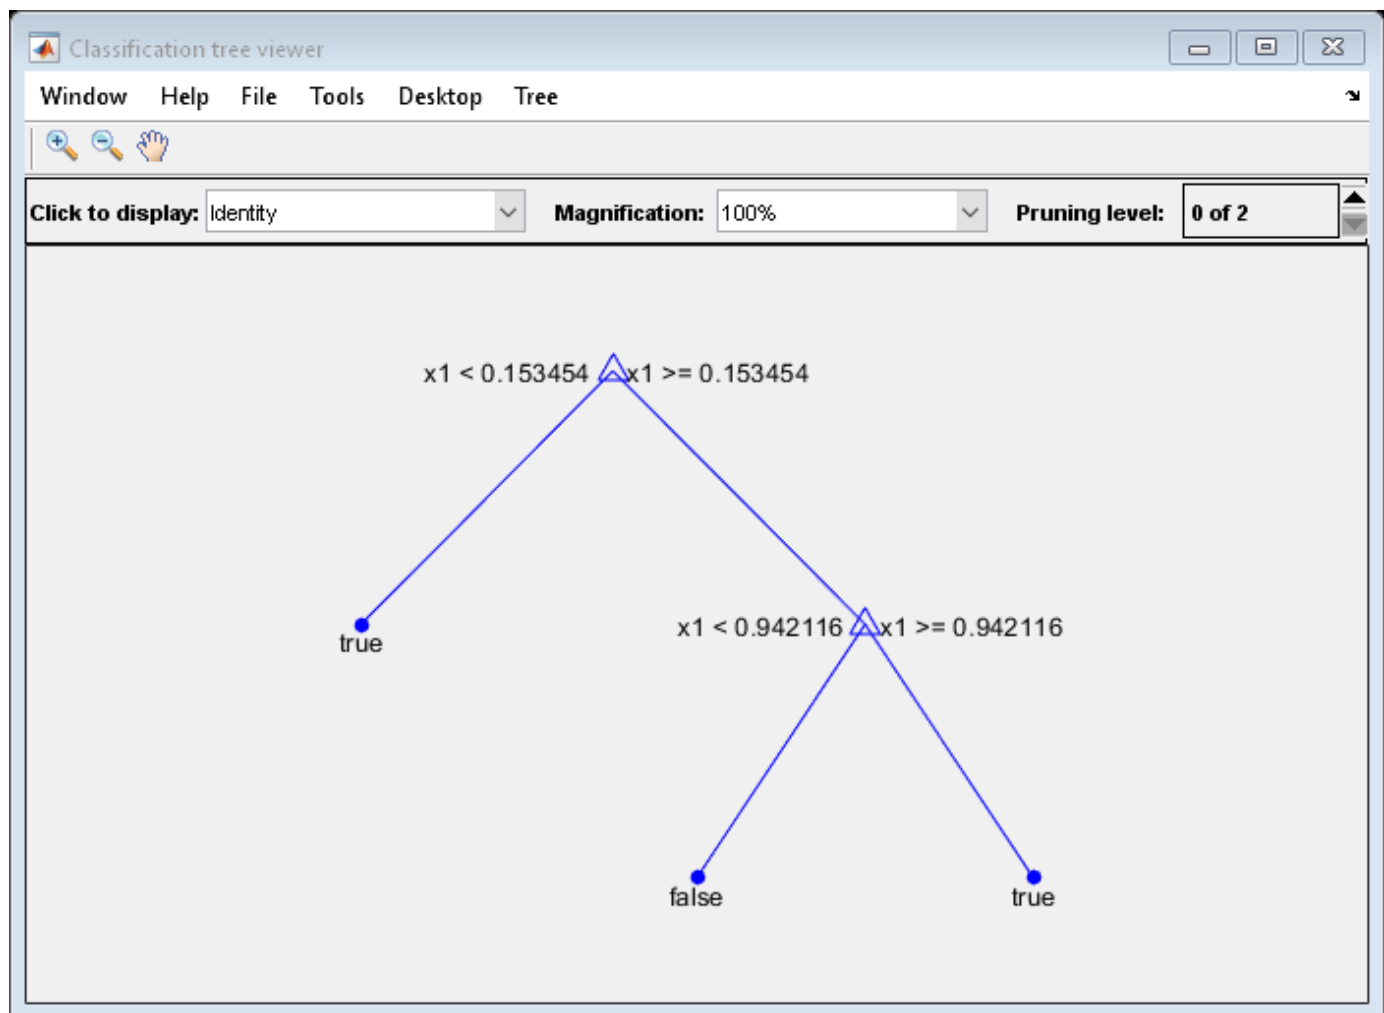 Classification tree viewer
Window Help File Tools Desktop Tree
Click to display: Identity Magnification: 100% Pruning level: 0 of 2
x1 < 0.153454 x1 >= 0.153454
true
x1 < 0.942116 x1 >= 0.942116
false true